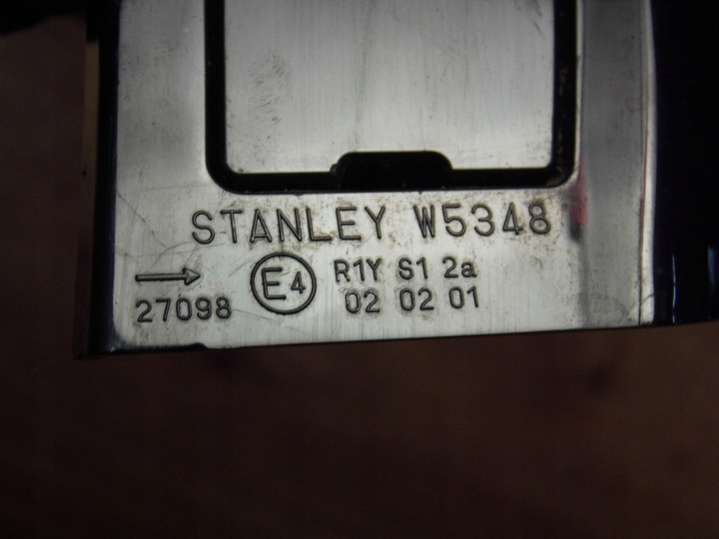 STANLEY W5348
→ E4 R1Y S1 2a
27098 02 02 01